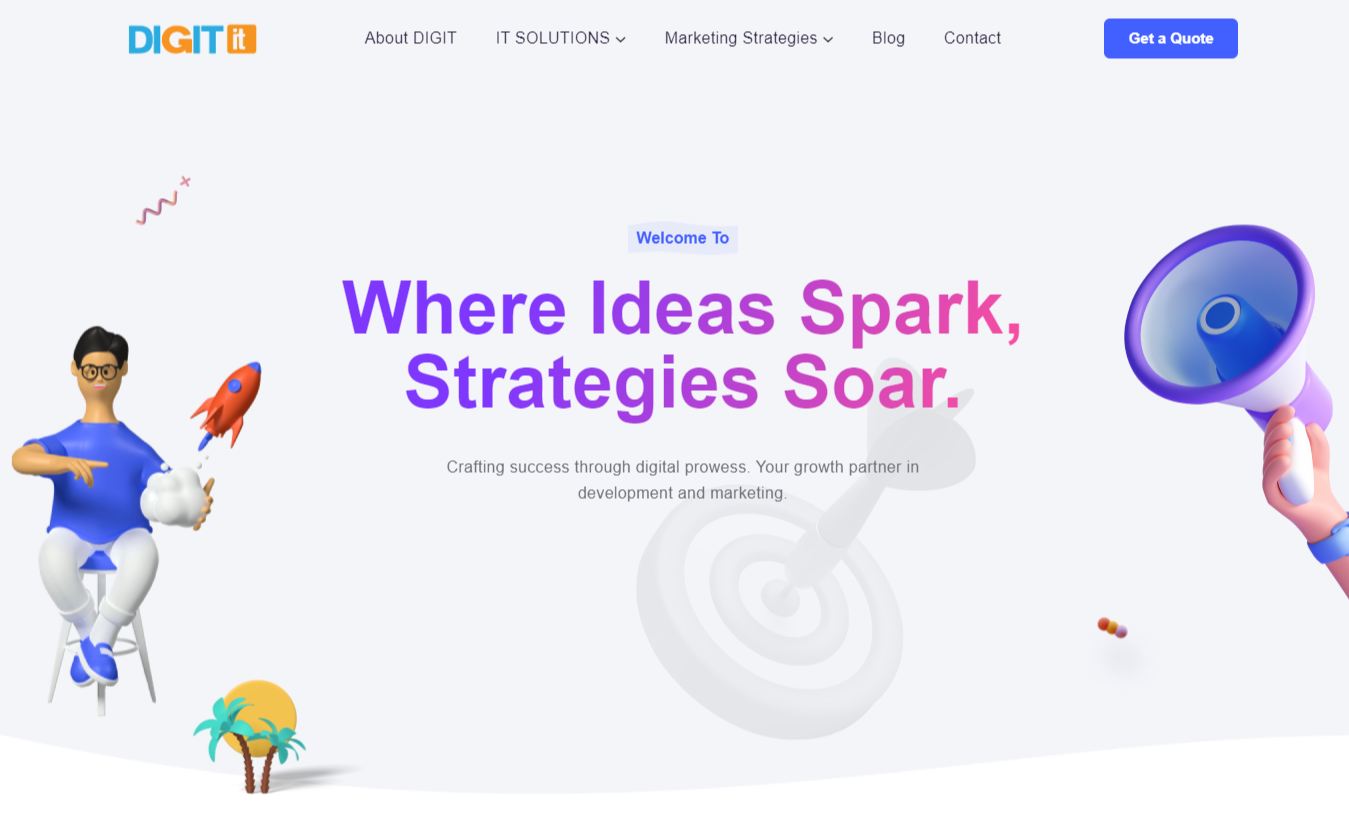 DIGIT it
About DIGIT
IT SOLUTIONS
Marketing Strategies
Blog
Contact
Get a Quote
Welcome To
Where Ideas Spark,
Strategies Soar.
Crafting success through digital prowess. Your growth partner in
development and marketing.